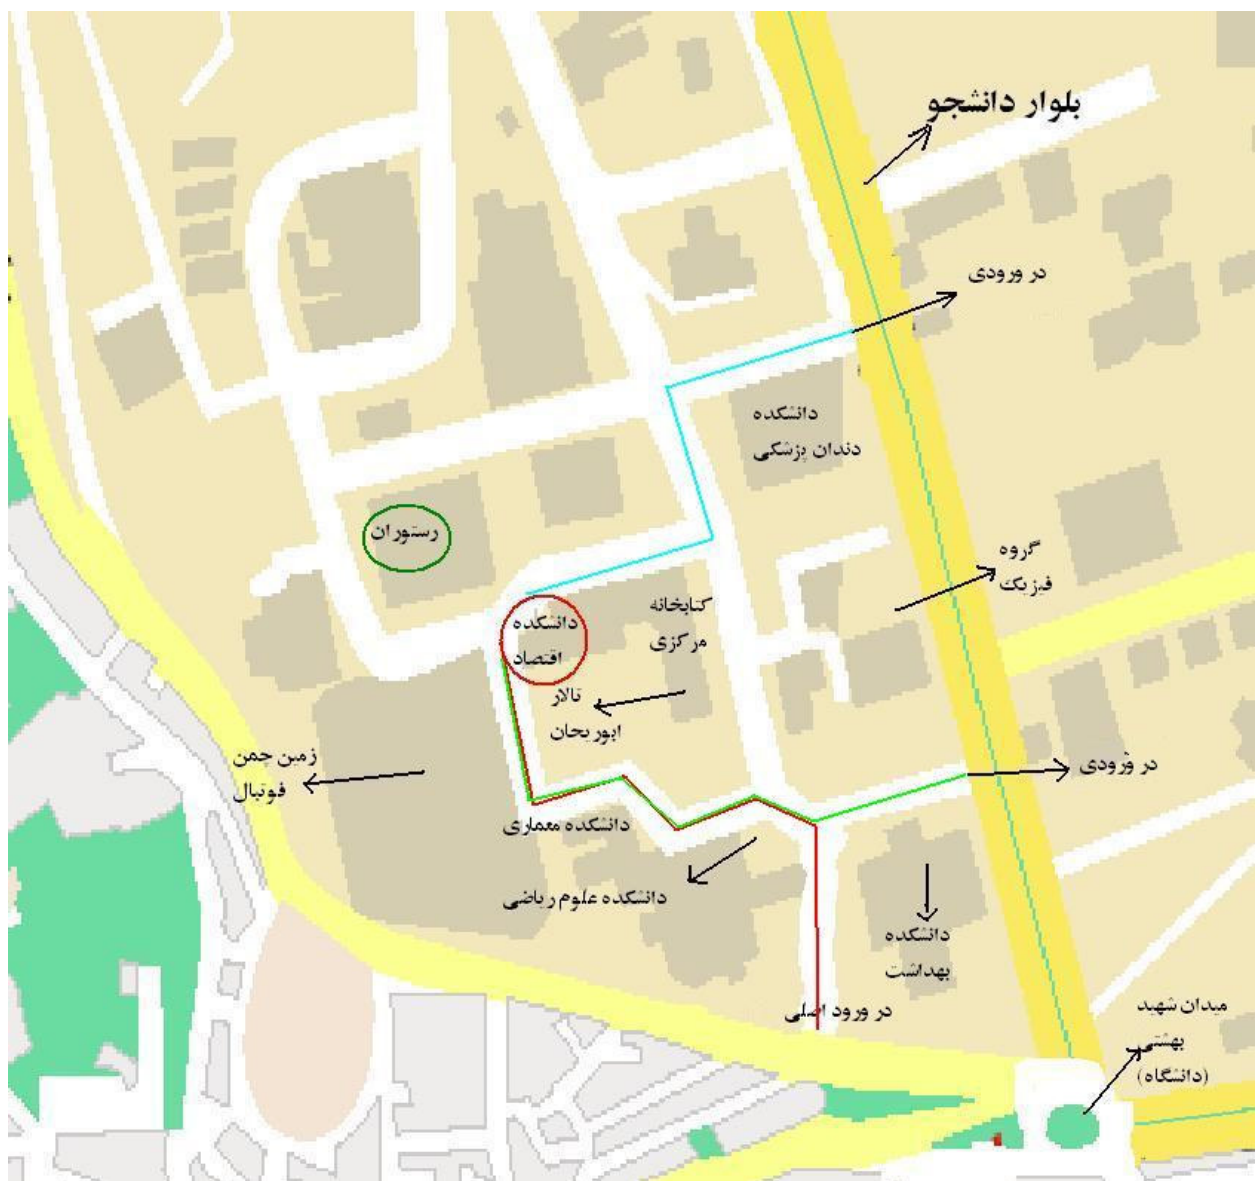 بلوار دانشجو
در ورودی
دانشکده
دندان پزشکی
رستوران
گروه
فیزیک
کتابخانه
مرکزی
دانشکده
اقتصاد
تالار
ابوریحان
زمین چمن
فوتبال
در ورودی
دانشکده معماری
دانشکده علوم ریاضی
دانشکده
بهداشت
در ورود اصلی
میدان شهید
بهشتی
(دانشگاه)